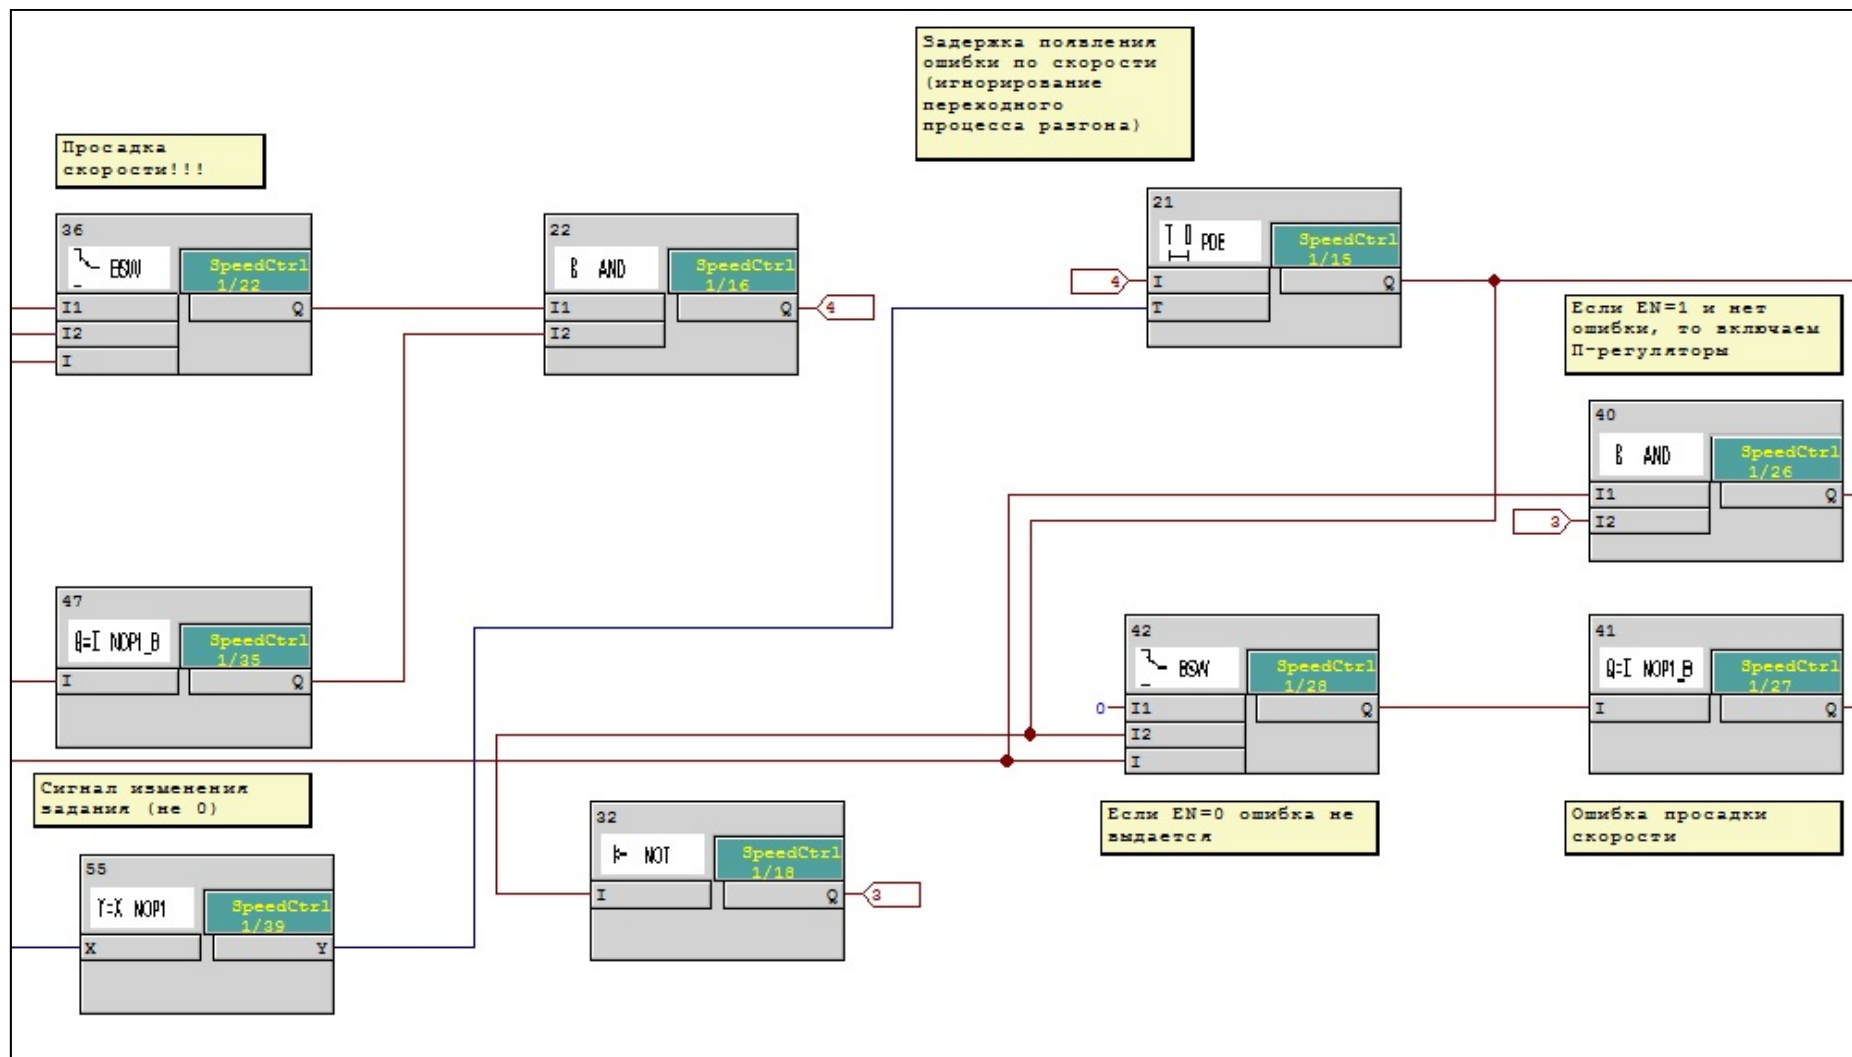 Задержка появления
ошибки по скорости
(игнорирование
переходного
процесса разгона)
Просадка
скорости!!!
36
BSW
SpeedCtrl
1/22
I1
Q
I2
I
22
B AND
SpeedCtrl
1/16
I1
Q
4
I2
21
T 0 PDE
SpeedCtrl
1/15
4
I
Q
T
Если EN=1 и нет
ошибки, то включаем
П-регуляторы
40
B AND
SpeedCtrl
1/26
I1
Q
3
I2
47
Q=I NOP1_B
SpeedCtrl
1/35
I
Q
42
BSW
SpeedCtrl
1/28
0
I1
Q
I2
I
41
Q=I NOP1_B
SpeedCtrl
1/27
I
Q
Сигнал изменения
задания (не 0)
32
NOT
SpeedCtrl
1/18
I
Q
3
Если EN=0 ошибка не
выдается
Ошибка просадки
скорости
55
Y=X NOP1
SpeedCtrl
1/39
X
Y